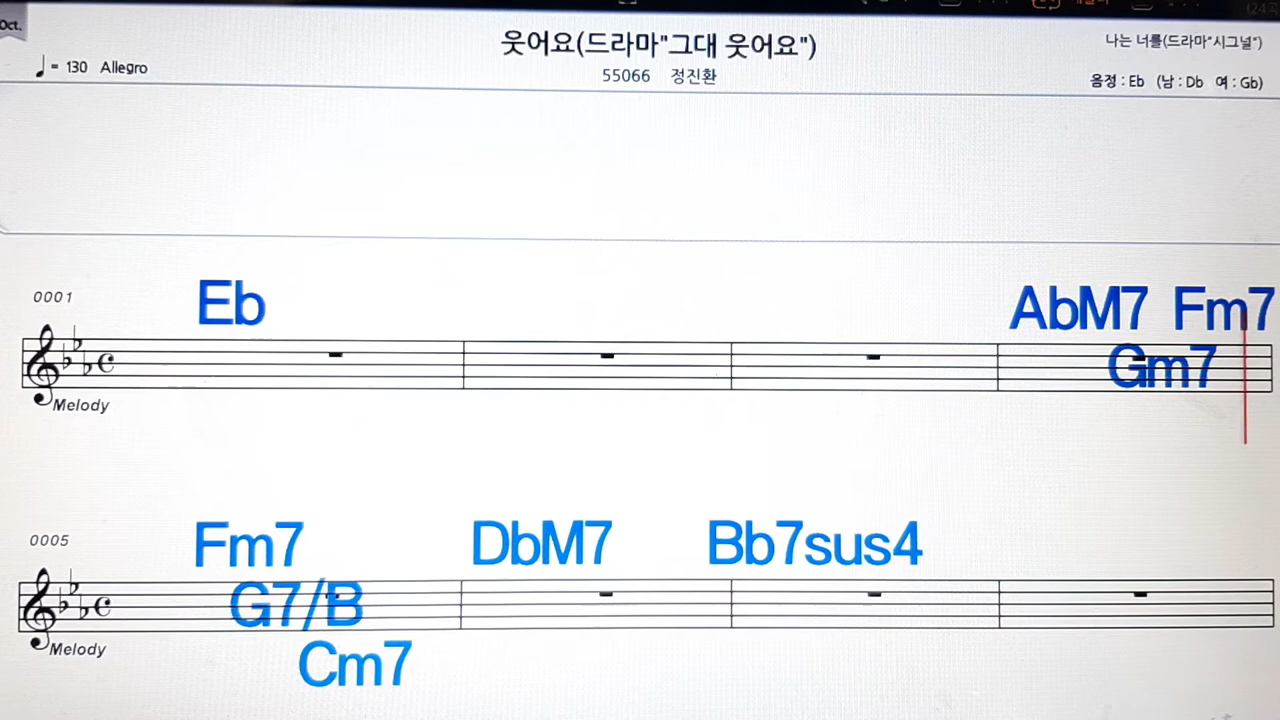 Oct.
웃어요(드라마"그대 웃어요")
나는 너를(드라마"시그널")
= 130 Allegro
55066 정진환
음정 : Eb (남 : Db 여 : Gb)
0001
Eb
AbM7 Fm7
Gm7
Melody
0005
Fm7 DbM7 Bb7sus4
G7/B
Melody
Cm7